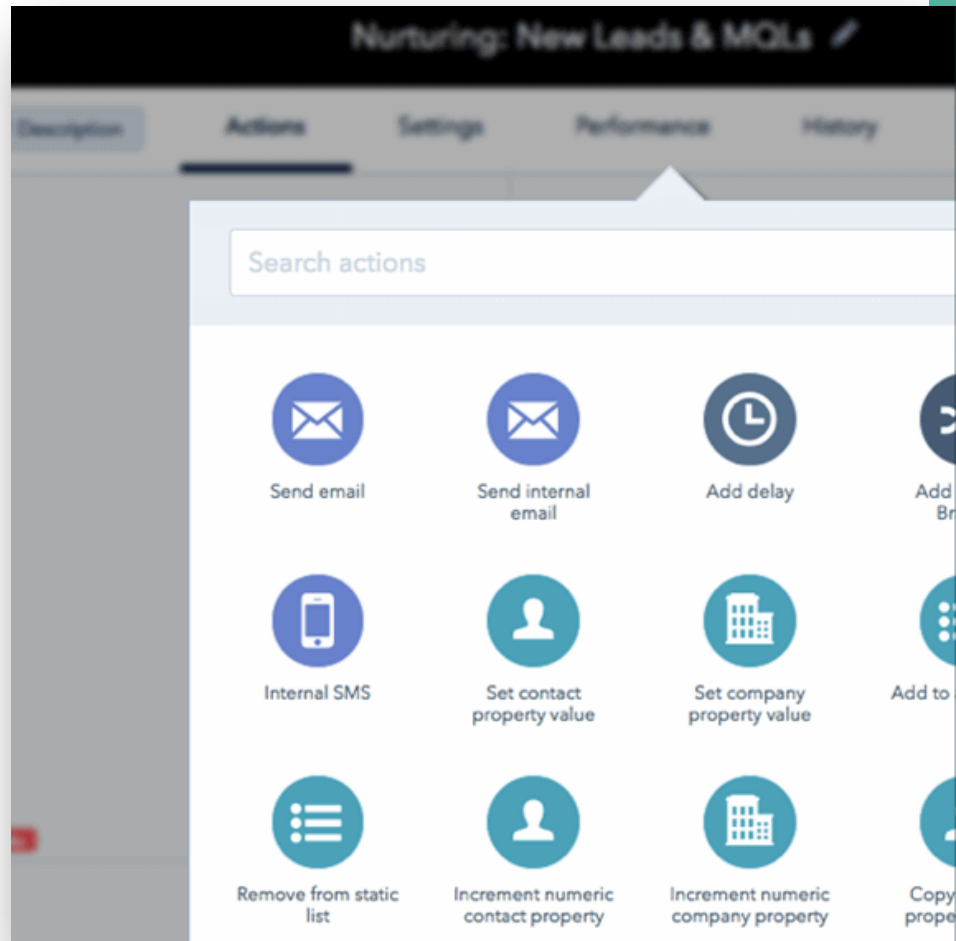 Nurturing: New Leads & MQLs
Description Actions Settings Performance History
Search actions
Send email
Send internal
email
Add delay
Add
Br
Internal SMS
Set contact
property value
Set company
property value
Add to
Remove from static
list
Increment numeric
contact property
Increment numeric
company property
Copy
prope